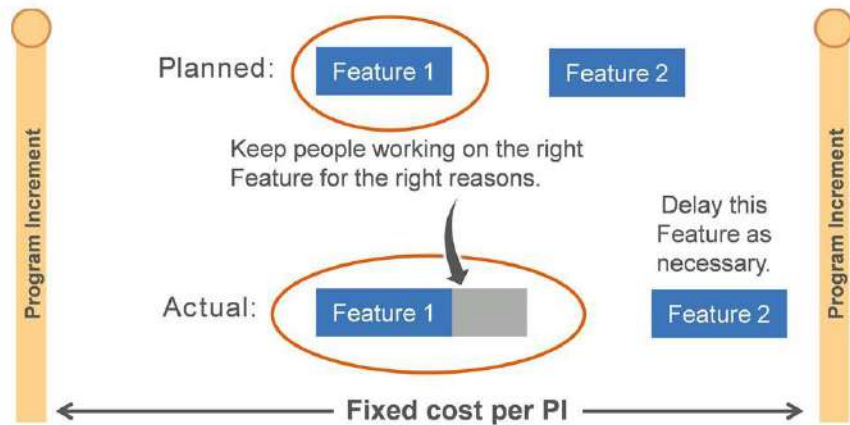 Program Increment
Planned:
Feature 1
Feature 2
Keep people working on the right
Feature for the right reasons.
Delay this
Feature as
necessary.
Actual:
Feature 1
Feature 2
Program Increment
Fixed cost per PI